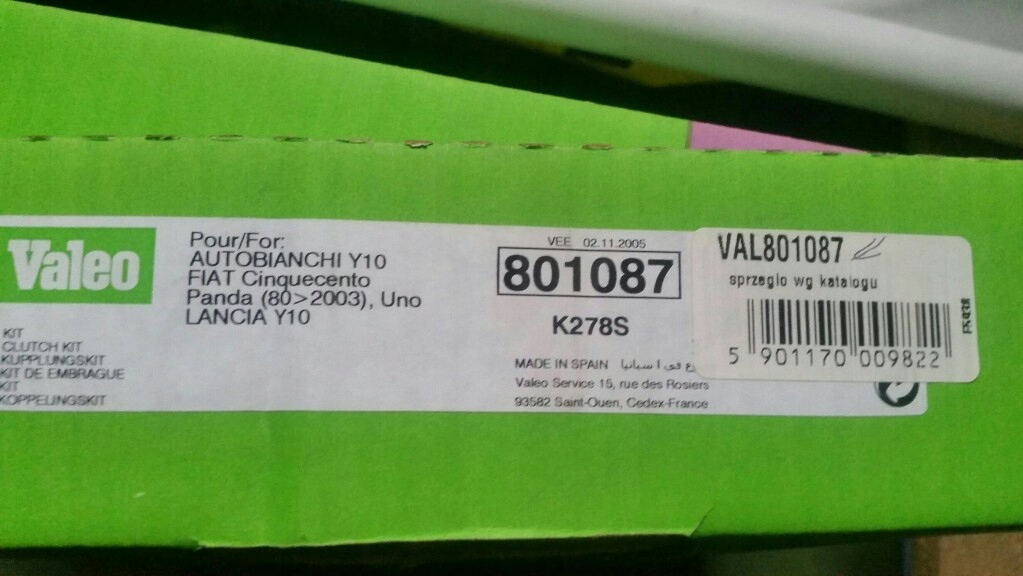 Valeo
KIT
CLUTCH KIT
KUPPLUNGSKIT
KIT DE EMBRAGUE
KIT
KOPPELINGSKIT
Pour/For:
AUTOBIANCHI Y10
FIAT Cinquecento
Panda (80>2003), Uno
LANCIA Y10
VEE 02.11.2005
801087
K278S
MADE IN SPAIN
Valeo Service 15, rue des Rosiers
93582 Saint-Ouen, Cedex-France
VAL801087
sprzeglo wg katalogu
5 901170 009822